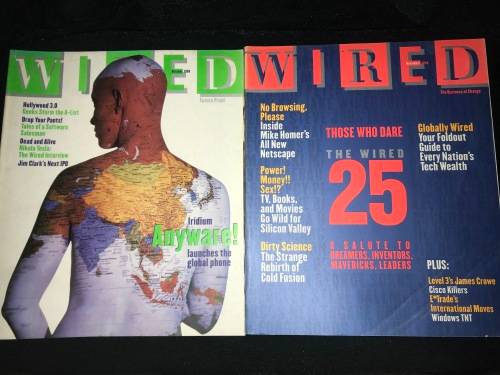 WIRED
Hollywood 3.0
Geeks Storm the A-List
Drop Your Pants!
Tales of a Software
Salesman
Dead and Alive
Nikola Tesla:
The Wired Interview
Jim Clark's Next IPO
Iridium
Anyware!
launches the
global phone
WIRED
No Browsing,
Please
Inside
Mike Homer's
All New
Netscape
Power!
Money!!
Sex!?
TV, Books,
and Movies
Go Wild for
Silicon Valley
Dirty Science
The Strange
Rebirth of
Cold Fusion
THOSE WHO DARE
THE WIRED
25
A SALUTE TO
DREAMERS, INVENTORS,
MAVERICKS, LEADERS
Globally Wired
Your Foldout
Guide to
Every Nation's
Tech Wealth
PLUS:
Level 3's James Crowe
Cisco Killers
E*Trade's
International Moves
Windows TNT